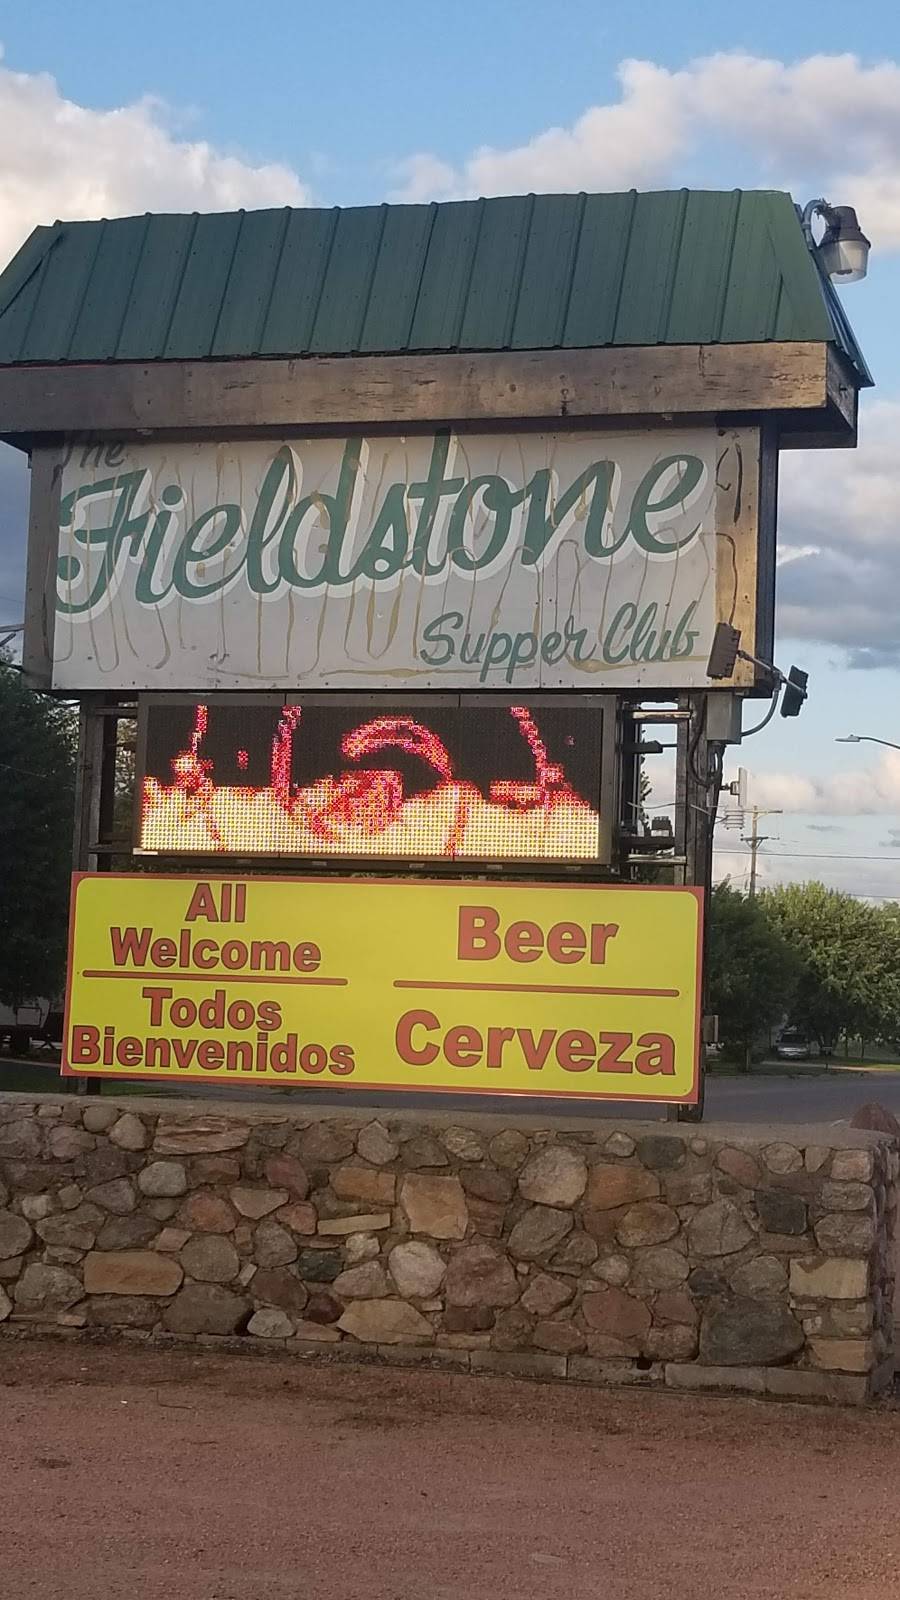 The
Fieldstone
Supper Club
All
Welcome
Todos
Bienvenidos
Beer
Cerveza